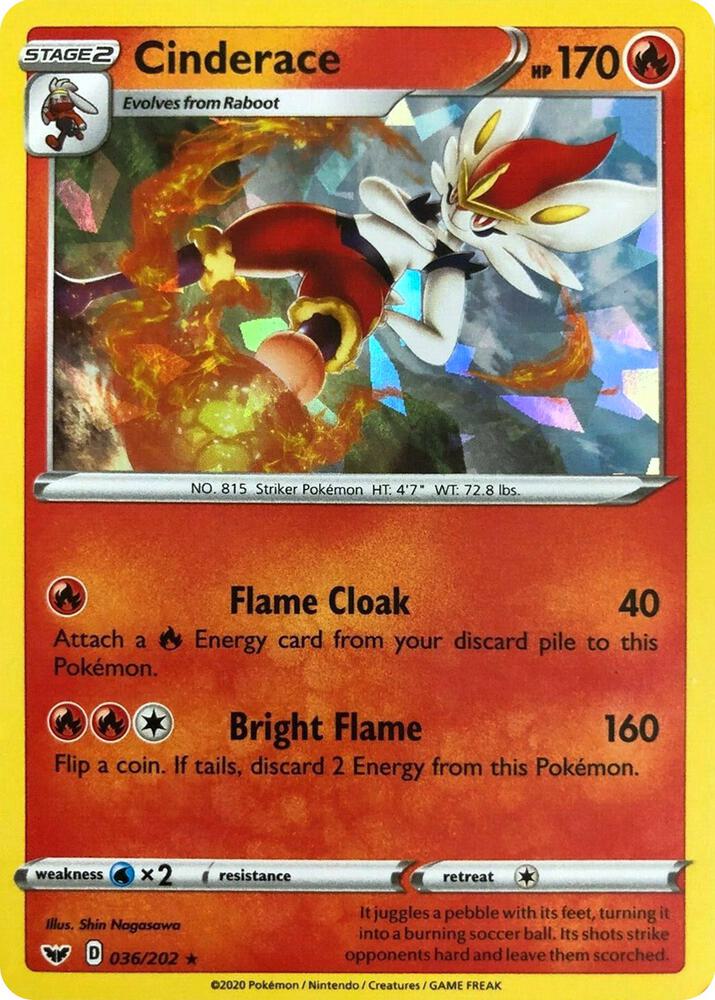 STAGE2
Cinderace
HP 170
Evolves from Raboot
NO. 815 Striker Pokémon HT: 4'7" WT: 72.8 lbs.
Flame Cloak 40
Attach a Energy card from your discard pile to this
Pokémon.
Bright Flame 160
Flip a coin. If tails, discard 2 Energy from this Pokémon.
weakness ×2 resistance retreat
Illus. Shin Nagasawa
D 036/202 ★
It juggles a pebble with its feet, turning it
into a burning soccer ball. Its shots strike
opponents hard and leave them scorched.
©2020 Pokémon / Nintendo / Creatures / GAME FREAK